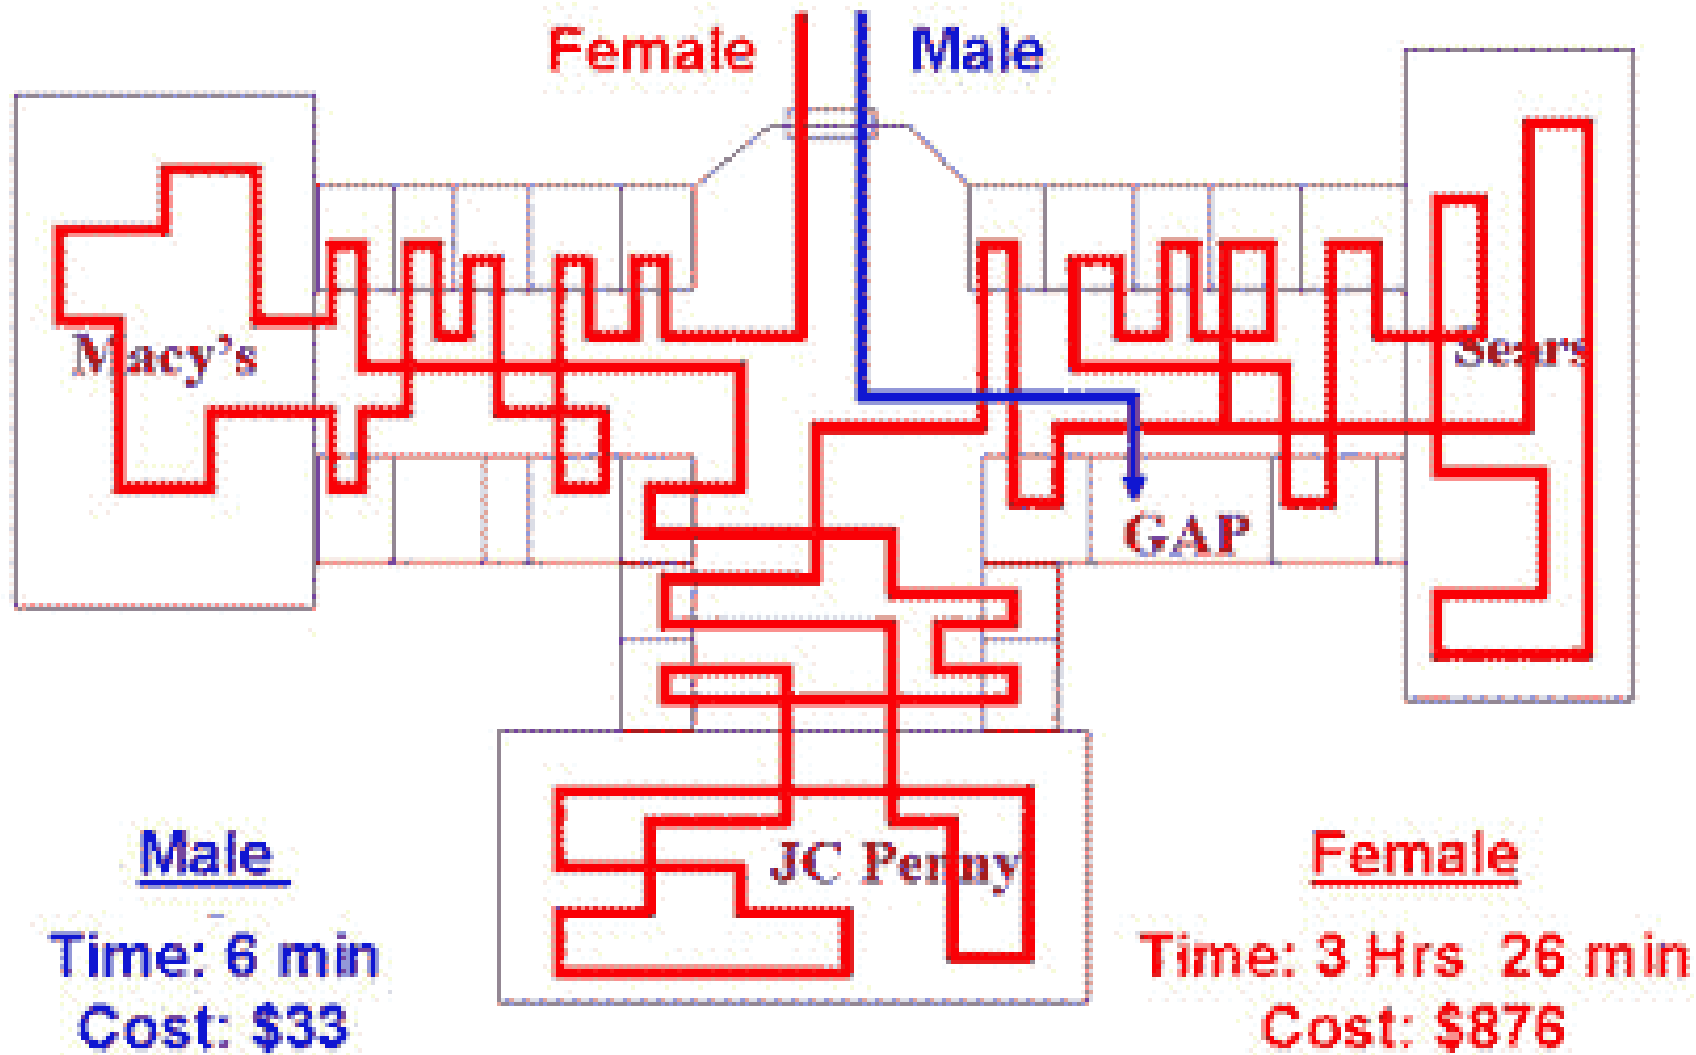 Female Male
Macy's
Sears
GAP
JC Penny
Male
Time: 6 min
Cost: $33
Female
Time: 3 Hrs 26 min
Cost: $876